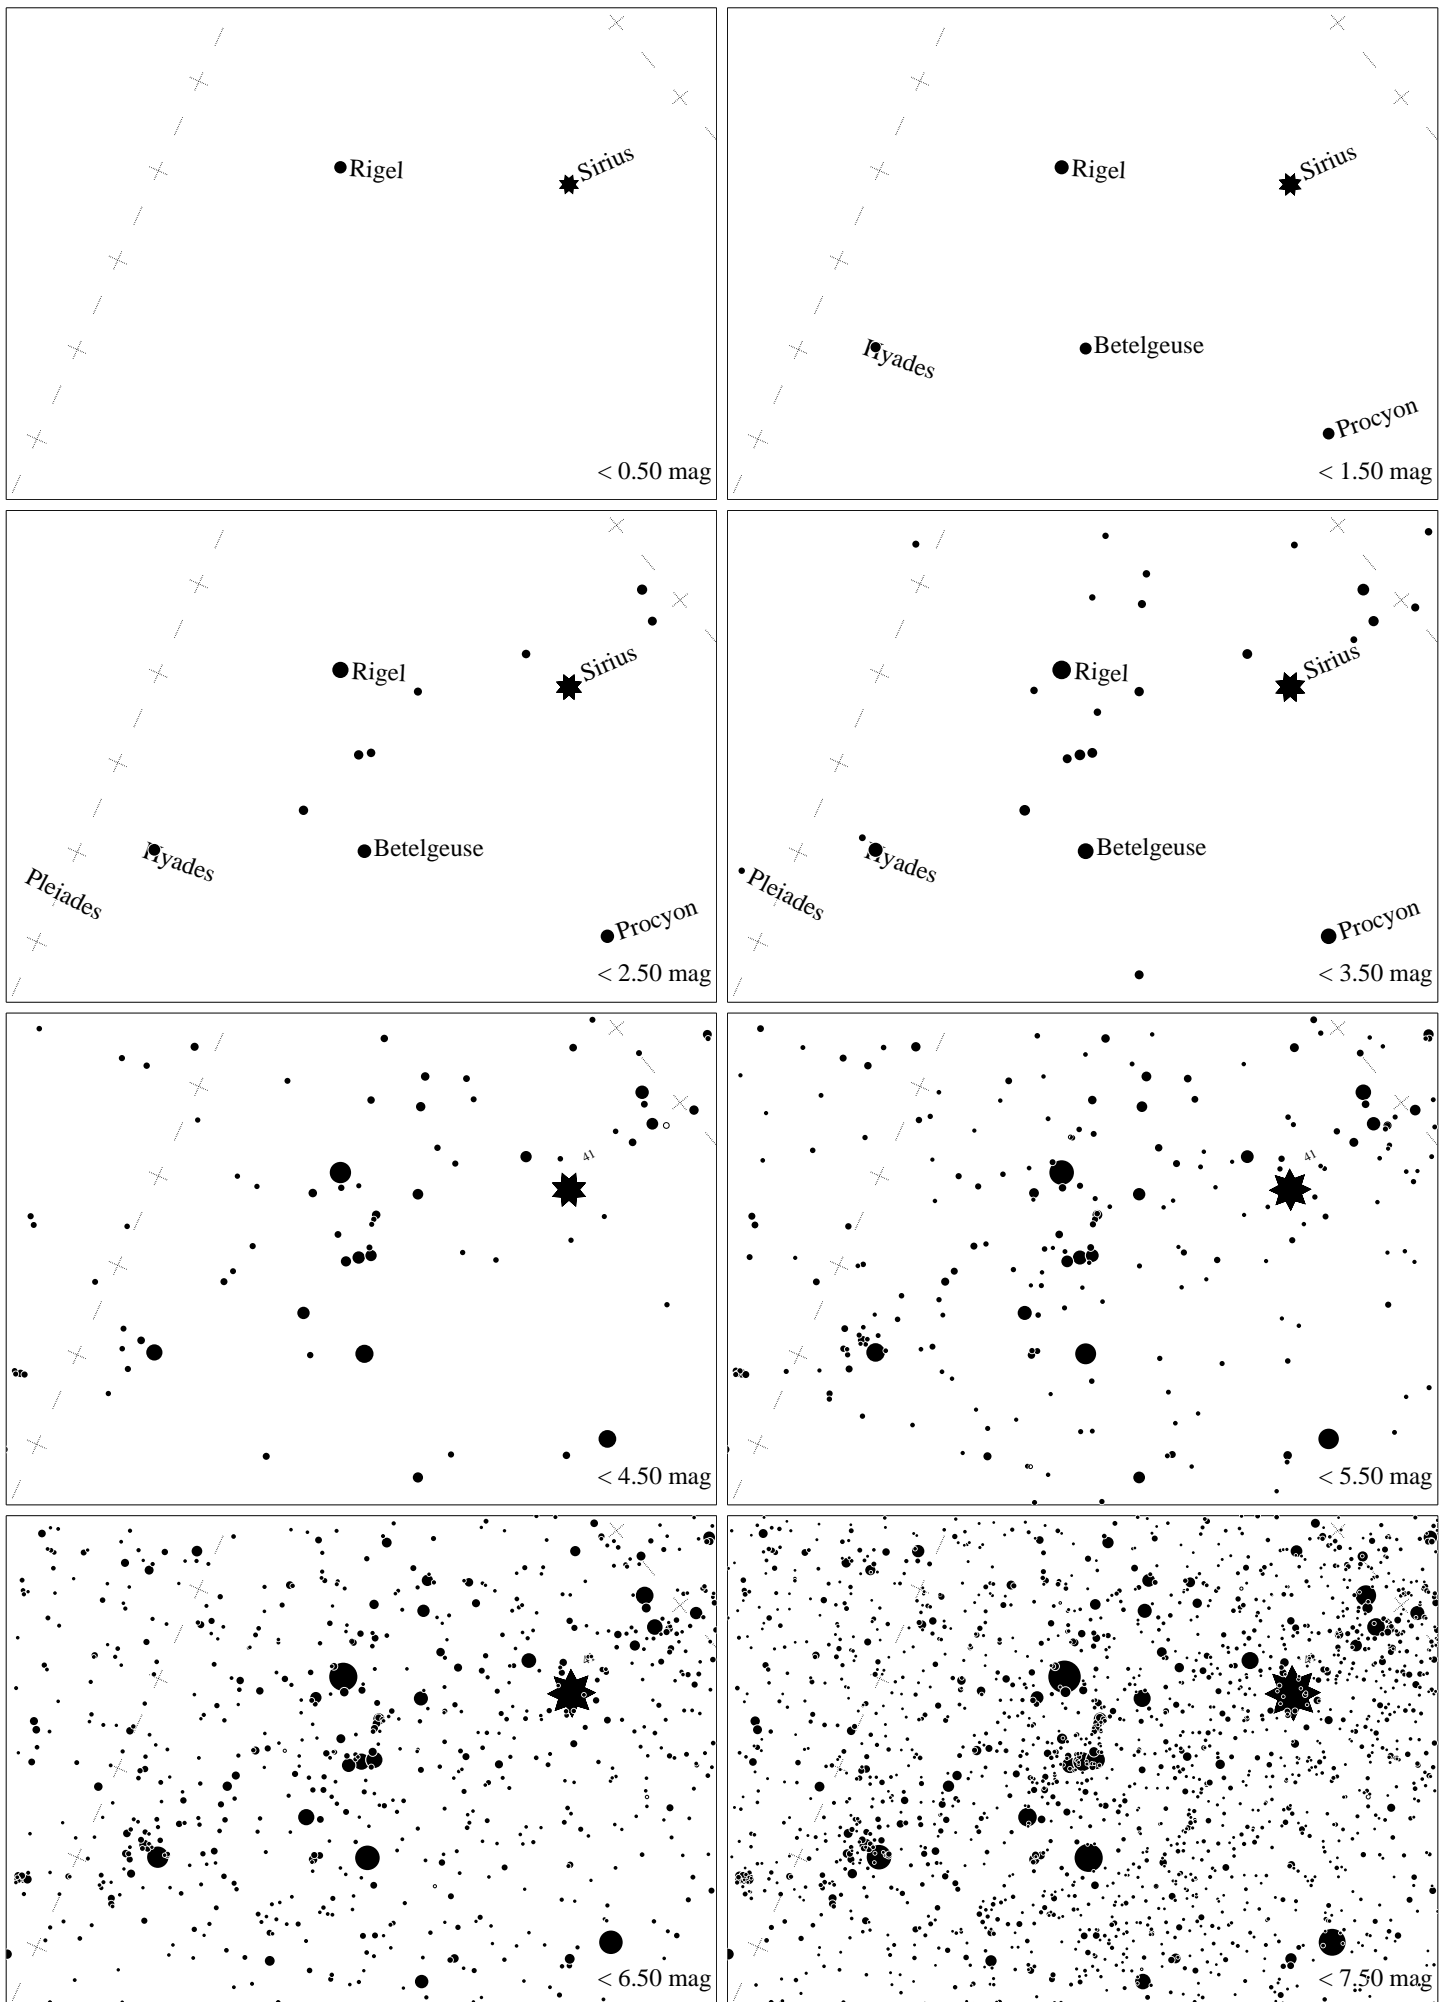 Rigel
Sirius
< 0.50 mag
Rigel
Sirius
Hyades
Betelgeuse
Procyon
< 1.50 mag
Rigel
Sirius
Hyades
Betelgeuse
Pleiades
Procyon
< 2.50 mag
Rigel
Sirius
Hyades
Betelgeuse
Pleiades
Procyon
< 3.50 mag
41
< 4.50 mag
41
< 5.50 mag
< 6.50 mag
< 7.50 mag